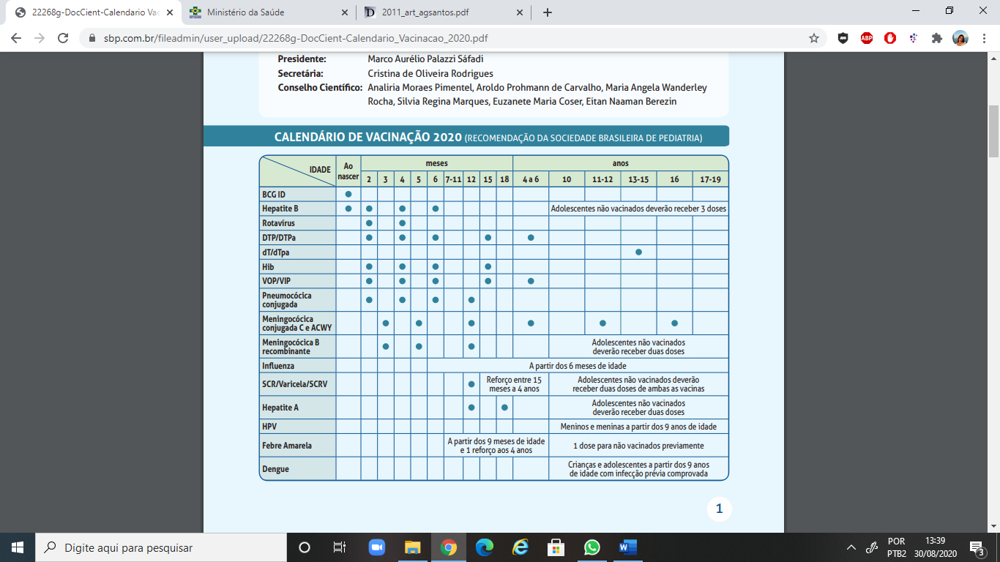 22268g-DocCient-Calendario Vac
Ministério da Saúde
2011_art_agsantos.pdf
sbp.com.br/fileadmin/user_upload/22268g-DocCient-Calendario_Vacinacao_2020.pdf
ABP
Presidente: Marco Aurélio Palazzi Sáfadi
Secretária: Cristina de Oliveira Rodrigues
Conselho Científico: Analiria Moraes Pimentel, Aroldo Prohmann de Carvalho, Maria Angela Wanderley
Rocha, Silvia Regina Marques, Euzanete Maria Coser, Eitan Naaman Berezin
CALENDÁRIO DE VACINAÇÃO 2020 (RECOMENDAÇÃO DA SOCIEDADE BRASILEIRA DE PEDIATRIA)
IDADE
Ao
nascer
meses
anos
2 3 4 5 6 7-11 12 15 18 4 a 6 10 11-12 13-15 16 17-19
BCG ID
Hepatite B
Adolescentes não vacinados deverão receber 3 doses
Rotavírus
DTP/DTPa
dT/dTpa
Hib
VOP/VIP
Pneumocócica
conjugada
Meningocócica
conjugada C e ACWY
Meningocócica B
recombinante
Adolescentes não vacinados
deverão receber duas doses
Influenza
A partir dos 6 meses de idade
SCR/Varicela/SCRV
Reforço entre 15
meses a 4 anos
Adolescentes não vacinados deverão
receber duas doses de ambas as vacinas
Hepatite A
Adolescentes não vacinados
deverão receber duas doses
HPV
Meninos e meninas a partir dos 9 anos de idade
Febre Amarela
A partir dos 9 meses de idade
e 1 reforço aos 4 anos
1 dose para não vacinados previamente
Dengue
Crianças e adolescentes a partir dos 9 anos
de idade com infecção prévia comprovada
1
Digite aqui para pesquisar
POR
PTB2
13:39
30/08/2020
3